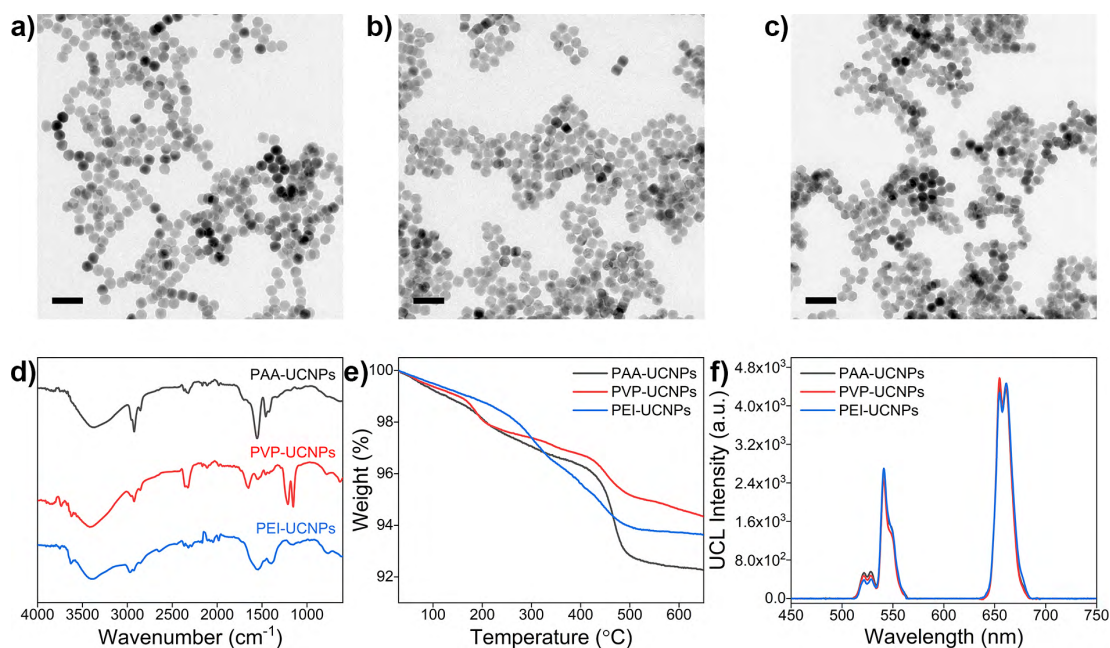 a)
b)
c)
d)
PAA-UCNPs
PVP-UCNPs
PEI-UCNPs
4000 3000 2500 2000 1500 1000
Wavenumber (cm⁻¹)
e)
PAA-UCNPs
PVP-UCNPs
PEI-UCNPs
100
98
96
94
92
Weight (%)
100 200 300 400 500 600
Temperature (°C)
f)
PAA-UCNPs
PVP-UCNPs
PEI-UCNPs
4.8x10³
4.0x10³
3.2x10³
2.4x10³
1.6x10³
8.0x10²
0.0
UCL Intensity (a.u.)
450 500 550 600 650 700 750
Wavelength (nm)